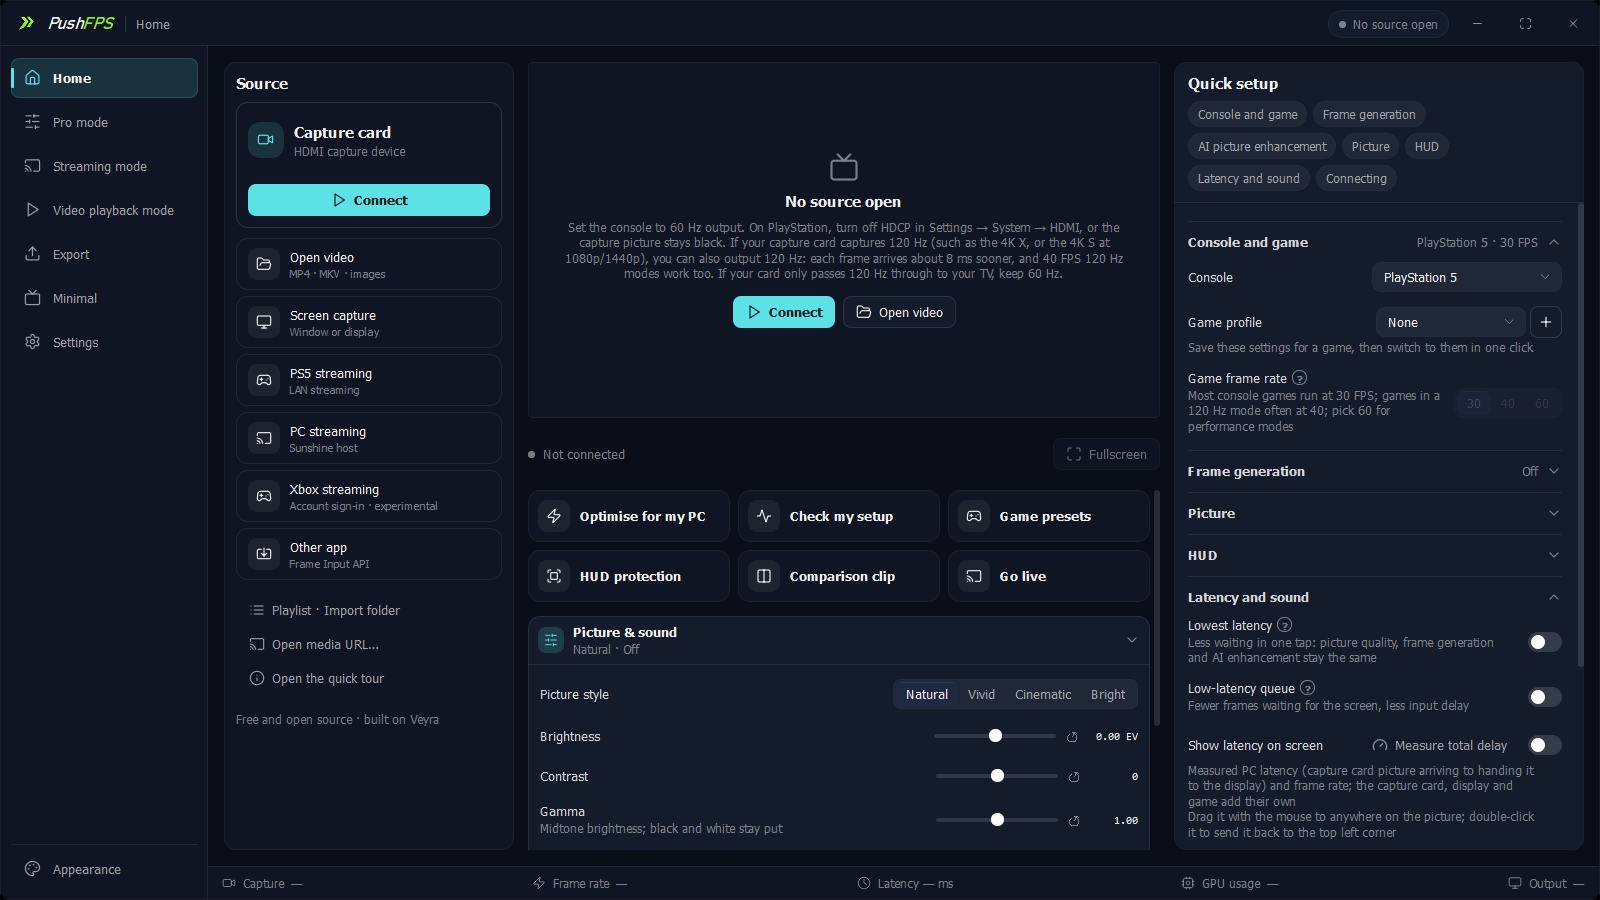 PushFPS
Home
No source open
Home
Pro mode
Streaming mode
Video playback mode
Export
Minimal
Settings
Appearance
Source
Capture card
HDMI capture device
Connect
Open video
MP4 · MKV · images
Screen capture
Window or display
PS5 streaming
LAN streaming
PC streaming
Sunshine host
Xbox streaming
Account sign-in · experimental
Other app
Frame Input API
Playlist · Import folder
Open media URL...
Open the quick tour
Free and open source · built on Veyra
No source open
Set the console to 60 Hz output. On PlayStation, turn off HDCP in Settings → System → HDMI, or the
capture picture stays black. If your capture card captures 120 Hz (such as the 4K X, or the 4K S at
1080p/1440p), you can also output 120 Hz: each frame arrives about 8 ms sooner, and 40 FPS 120 Hz
modes work too. If your card only passes 120 Hz through to your TV, keep 60 Hz.
Connect
Open video
Not connected
Fullscreen
Optimise for my PC
Check my setup
Game presets
HUD protection
Comparison clip
Go live
Picture & sound
Natural · Off
Picture style
Natural Vivid Cinematic Bright
Brightness
0.00 EV
Contrast
0
Gamma
Midtone brightness; black and white stay put
1.00
Quick setup
Console and game
Frame generation
AI picture enhancement
Picture
HUD
Latency and sound
Connecting
Console and game
PlayStation 5 · 30 FPS
Console
PlayStation 5
Game profile
None
Save these settings for a game, then switch to them in one click
Game frame rate ?
Most console games run at 30 FPS; games in a
120 Hz mode often at 40; pick 60 for
performance modes
30 40 60
Frame generation
Off
Picture
HUD
Latency and sound
Lowest latency ?
Less waiting in one tap: picture quality, frame generation
and AI enhancement stay the same
Low-latency queue ?
Fewer frames waiting for the screen, less input delay
Show latency on screen
Measure total delay
Measured PC latency (capture card picture arriving to handing it
to the display) and frame rate; the capture card, display and
game add their own
Drag it with the mouse to anywhere on the picture; double-click
it to send it back to the top left corner
Capture —
Frame rate —
Latency — ms
GPU usage —
Output —